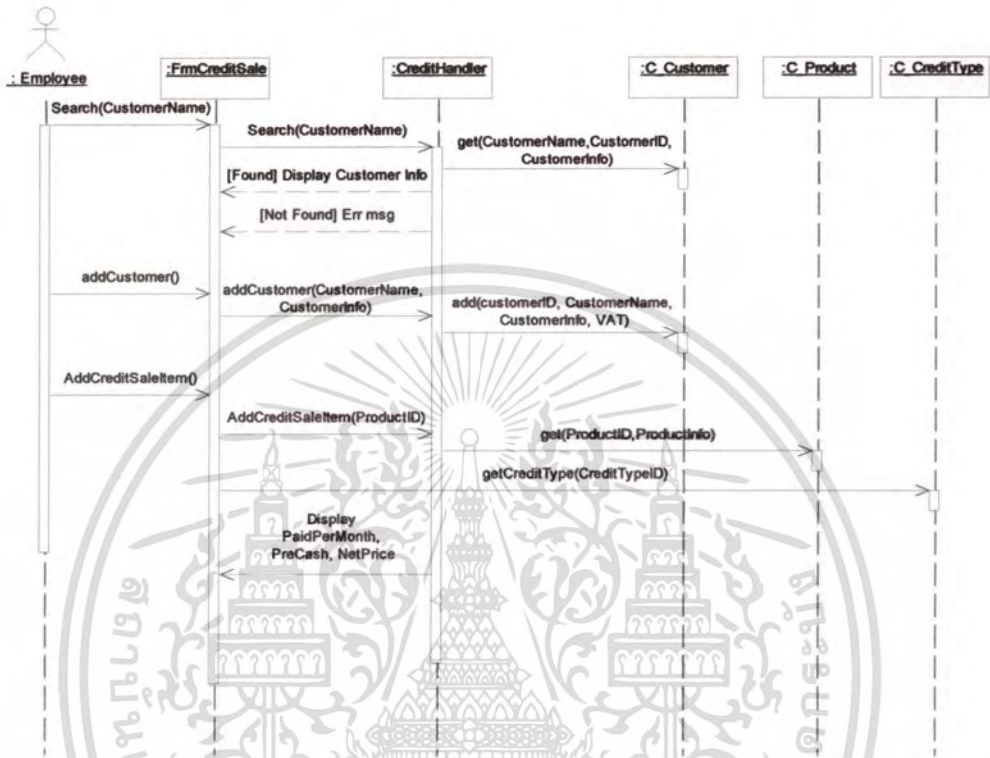 : Employee
:FrmCreditSale
:CreditHandler
:C_Customer
:C_Product
:C_CreditType
Search(CustomerName)
Search(CustomerName)
get(CustomerName,CustomerID,
CustomerInfo)
[Found] Display Customer Info
[Not Found] Err msg
addCustomer()
addCustomer(CustomerName,
CustomerInfo)
add(customerID, CustomerName,
CustomerInfo, VAT)
AddCreditSaleItem()
AddCreditSaleItem(ProductID)
get(ProductID,ProductInfo)
getCreditType(CreditTypeID)
Display
PaidPerMonth,
PreCash, NetPrice